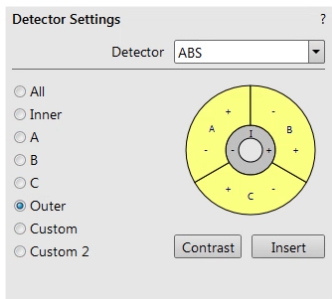 Detector Settings ?
Detector ABS
All
Inner
A
B
C
Outer
Custom
Custom 2
+ -
A I B
- - + +
+ -
C
Contrast Insert